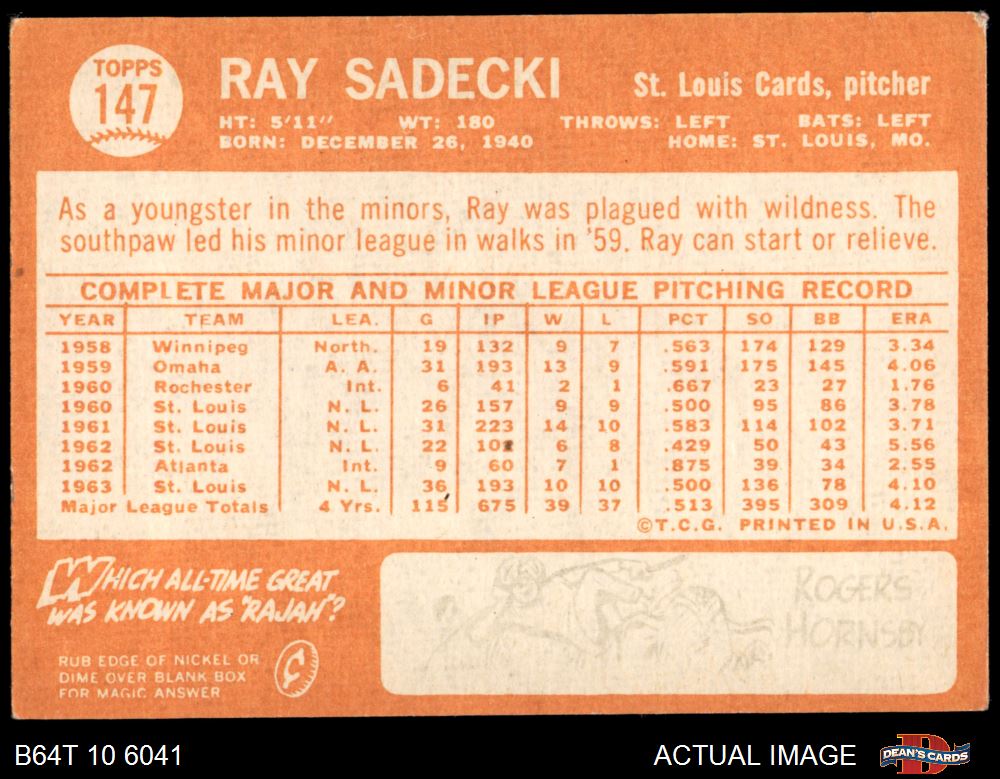 TOPPS
147
RAY SADECKI
St. Louis Cards, pitcher
HT: 5'11" WT: 180 THROWS: LEFT BATS: LEFT
BORN: DECEMBER 26, 1940 HOME: ST. LOUIS, MO.
As a youngster in the minors, Ray was plagued with wildness. The
southpaw led his minor league in walks in '59. Ray can start or relieve.
COMPLETE MAJOR AND MINOR LEAGUE PITCHING RECORD
YEAR TEAM LEA. G IP W L PCT SO BB ERA
1958 Winnipeg North. 19 132 9 7 .563 174 129 3.34
1959 Omaha A. A. 31 193 13 9 .591 175 145 4.06
1960 Rochester Int. 6 41 2 1 .667 23 27 1.76
1960 St. Louis N. L. 26 157 9 9 .500 95 86 3.78
1961 St. Louis N. L. 31 223 14 10 .583 114 102 3.71
1962 St. Louis N. L. 22 6 8 .429 50 43 5.56
1962 Atlanta Int. 9 60 7 1 .875 39 34 2.55
1963 St. Louis N. L. 36 193 10 10 .500 136 78 4.10
Major League Totals 4 Yrs. 115 675 39 37 .513 395 309 4.12
©T.C.G. PRINTED IN U.S.A.
WHICH ALL-TIME GREAT
WAS KNOWN AS "RAJAH"?
RUB EDGE OF NICKEL OR
DIME OVER BLANK BOX
FOR MAGIC ANSWER
ROGERS
HORNSBY
B64T 10 6041
ACTUAL IMAGE
DEAN'S CARDS